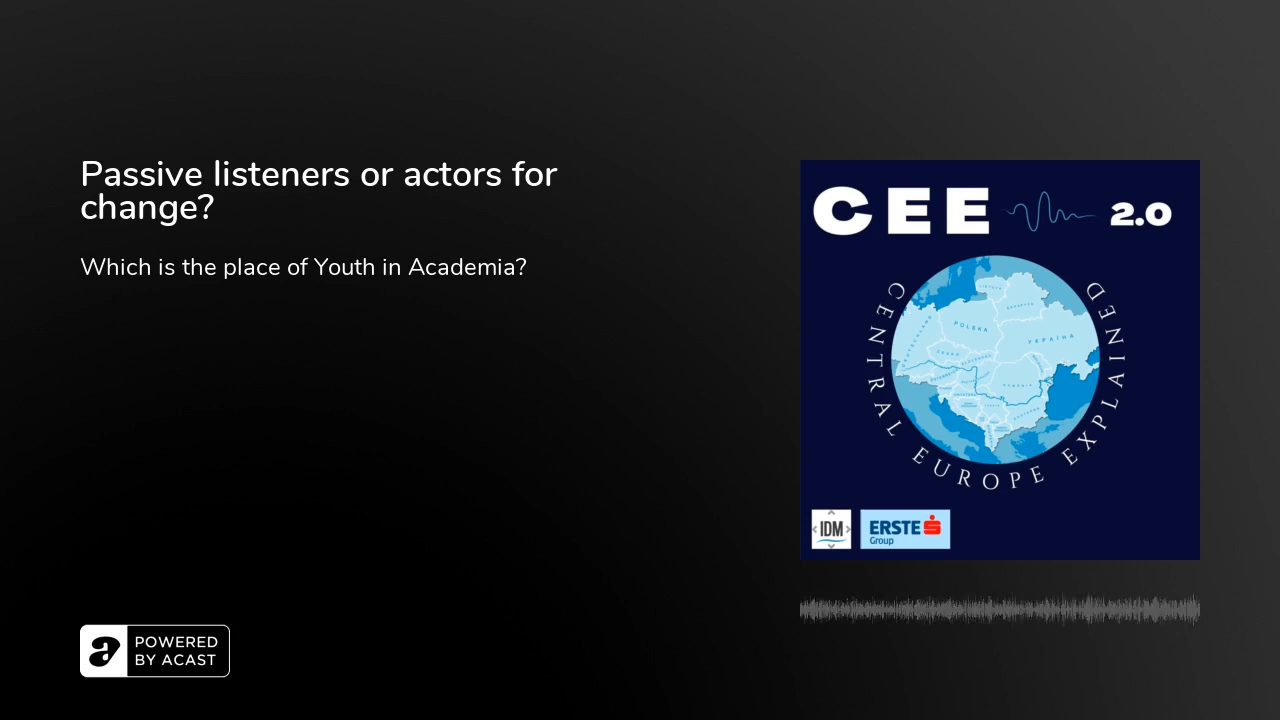 Passive listeners or actors for
change?
Which is the place of Youth in Academia?
CEE 2.0
CENTRAL EUROPE EXPLAINED
POLSKA
УКРАЇНА
IDM
ERSTE
Group
POWERED
BY ACAST